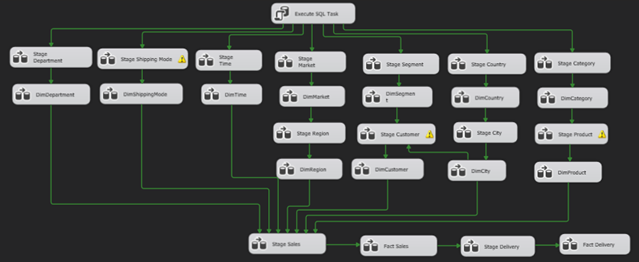 Execute SQL Task
Stage
Department
Stage Shipping Mode
Stage
Time
Stage
Market
Stage Segment
Stage Country
Stage Category
DimDepartment
DimShippingMode
DimTime
DimMarket
DimSegmen
t
DimCountry
DimCategory
Stage Region
Stage Customer
Stage City
Stage Product
DimRegion
DimCustomer
DimCity
DimProduct
Stage Sales
Fact Sales
Stage Delivery
Fact Delivery